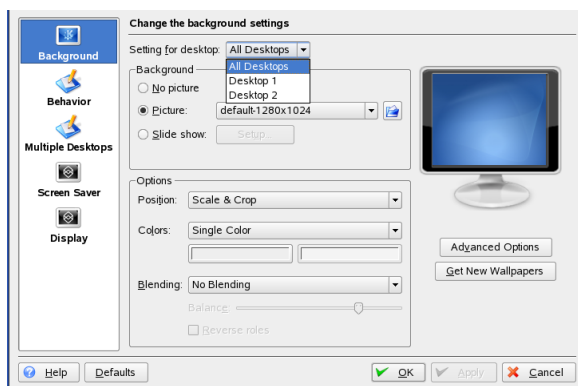 Change the background settings
Background
Behavior
Multiple Desktops
Screen Saver
Display
Setting for desktop: All Desktops
All Desktops
Desktop 1
Desktop 2
Background
No picture
Picture: default-1280x1024
Slide show: Setup...
Options
Position: Scale & Crop
Colors: Single Color
Blending: No Blending
Balance:
Reverse roles
Advanced Options
Get New Wallpapers
Help Defaults OK Apply Cancel